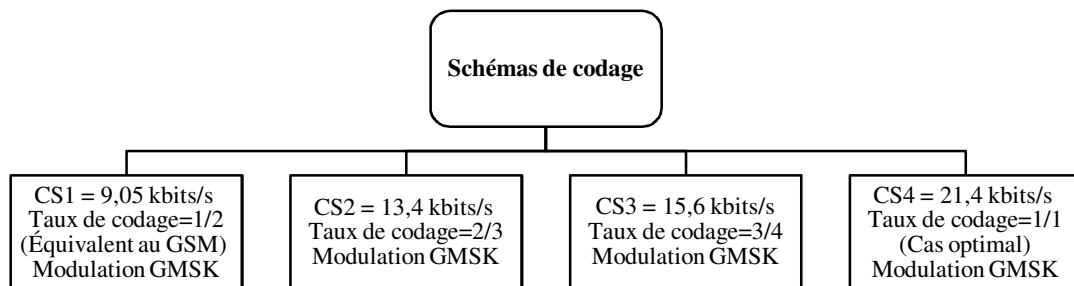 Schémas de codage
CS1 = 9,05 kbits/s
Taux de codage=1/2
(Équivalent au GSM)
Modulation GMSK
CS2 = 13,4 kbits/s
Taux de codage=2/3
Modulation GMSK
CS3 = 15,6 kbits/s
Taux de codage=3/4
Modulation GMSK
CS4 = 21,4 kbits/s
Taux de codage=1/1
(Cas optimal)
Modulation GMSK